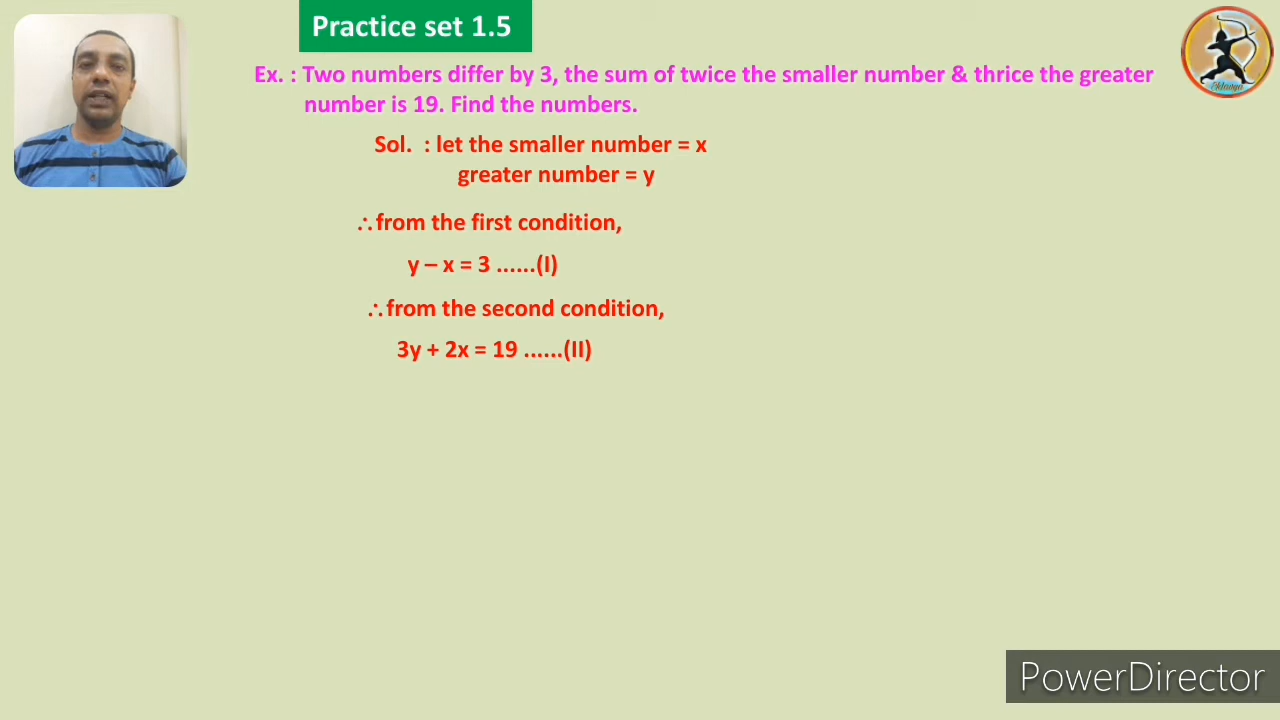 Practice set 1.5
Ex. : Two numbers differ by 3, the sum of twice the smaller number & thrice the greater
number is 19. Find the numbers.
Sol. : let the smaller number = x
greater number = y
∴from the first condition,
y – x = 3 ......(I)
∴from the second condition,
3y + 2x = 19 ......(II)
PowerDirector